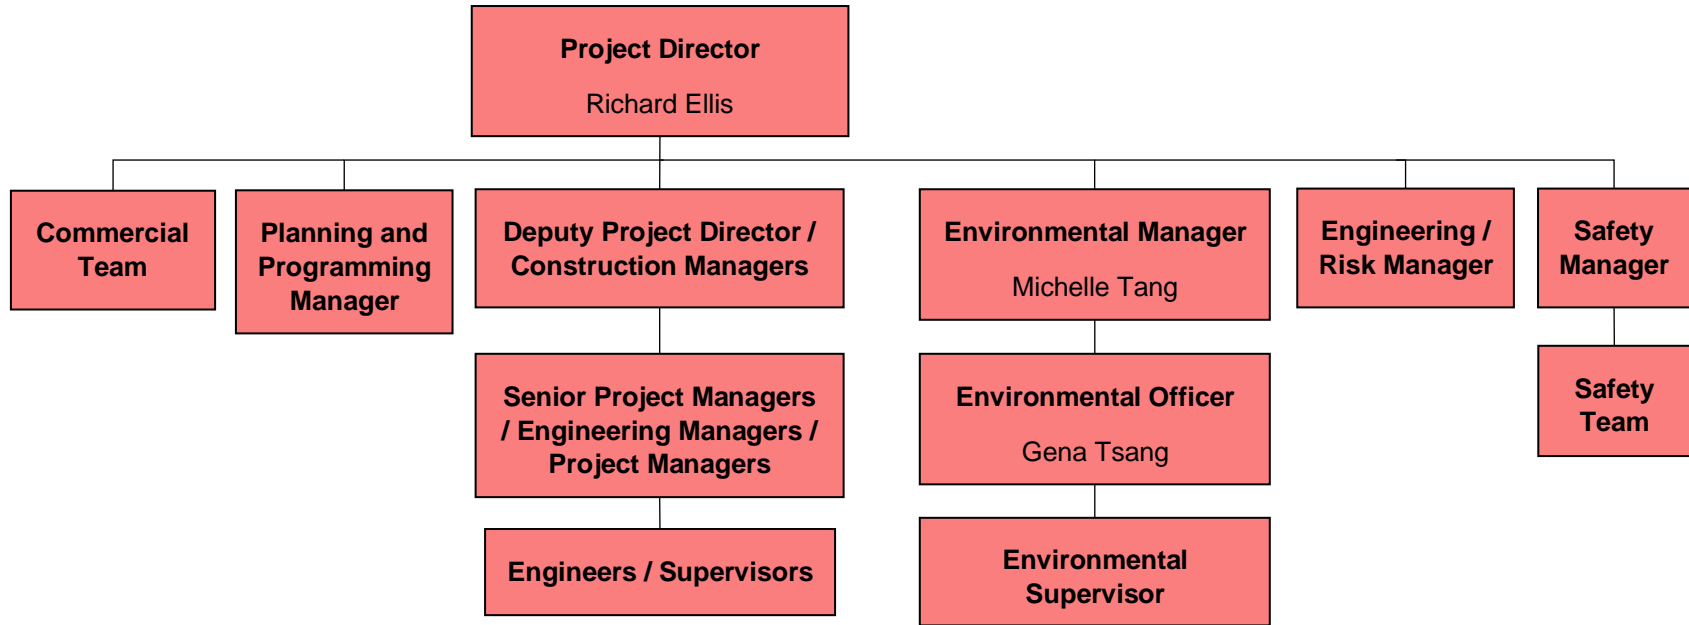 Project Director
Richard Ellis
Commercial
Team
Planning and
Programming
Manager
Deputy Project Director /
Construction Managers
Environmental Manager
Michelle Tang
Engineering /
Risk Manager
Safety
Manager
Senior Project Managers
/ Engineering Managers /
Project Managers
Environmental Officer
Gena Tsang
Safety
Team
Engineers / Supervisors
Environmental
Supervisor